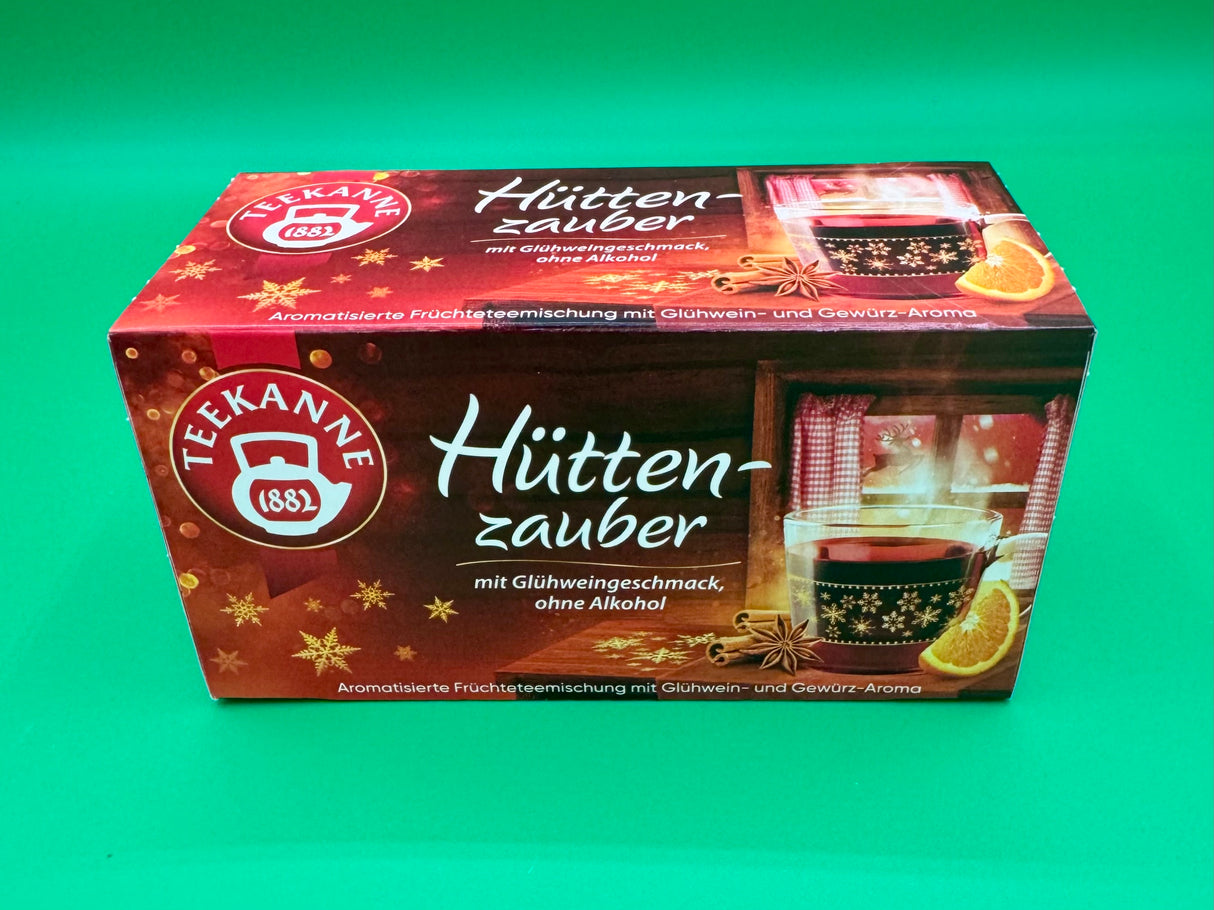 TEEKANNE
1882
Hütten-
zauber
mit Glühweingeschmack,
ohne Alkohol
Aromatisierte Früchteteemischung mit Glühwein- und Gewürz-Aroma
TEEKANNE
1882
Hütten-
zauber
mit Glühweingeschmack,
ohne Alkohol
Aromatisierte Früchteteemischung mit Glühwein- und Gewürz-Aroma